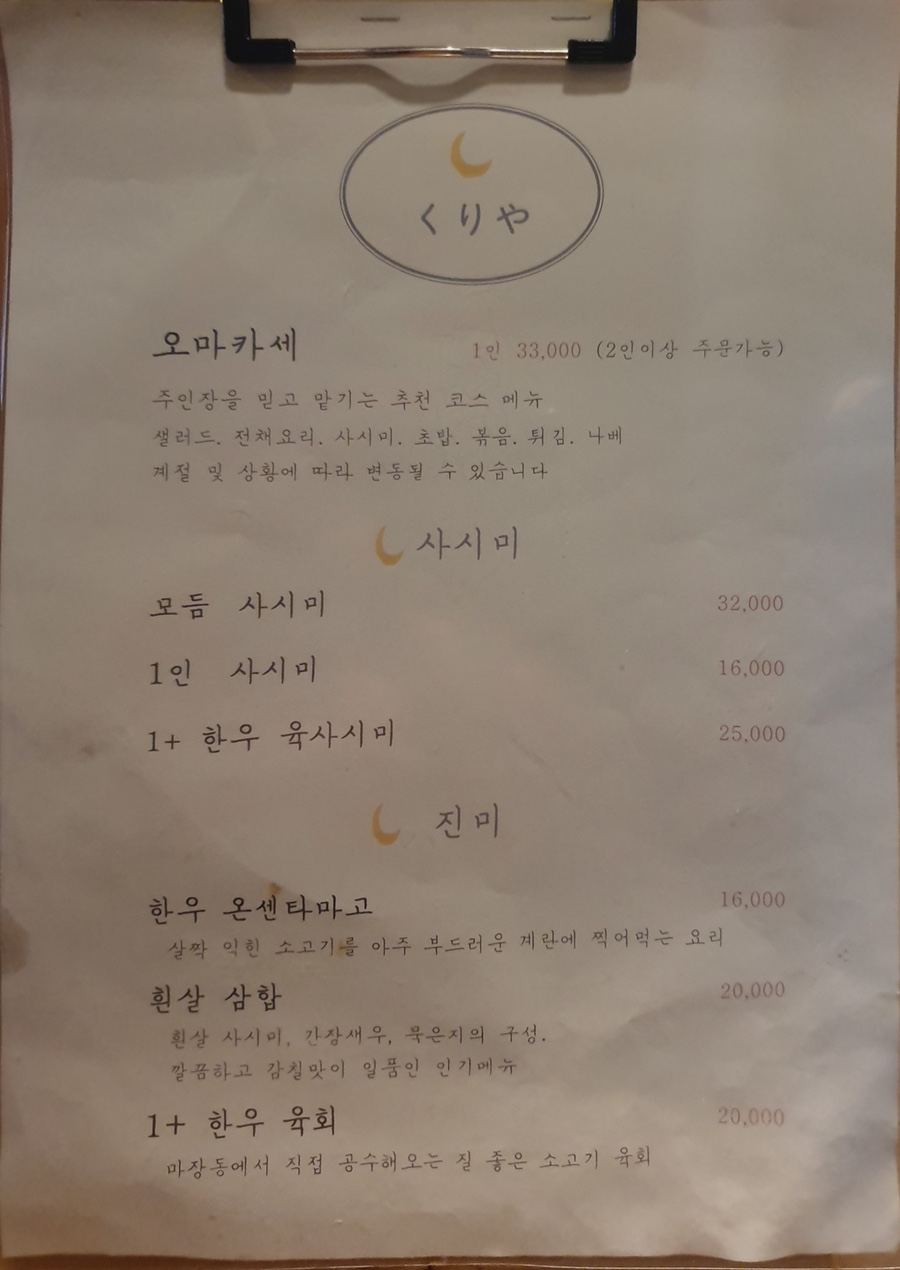 くりや
오마카세 1인 33,000 (2인이상 주문가능)
주인장을 믿고 맡기는 추천 코스 메뉴
샐러드. 전채요리. 사시미. 초밥. 볶음. 튀김. 나베
계절 및 상황에 따라 변동될 수 있습니다
사시미
모듬 사시미 32,000
1인 사시미 16,000
1+ 한우 육사시미 25,000
진미
한우 온센타마고 16,000
살짝 익힌 소고기를 아주 부드러운 계란에 찍어먹는 요리
흰살 삼합 20,000
흰살 사시미, 간장새우, 묵은지의 구성.
깔끔하고 감칠맛이 일품인 인기메뉴
1+ 한우 육회 20,000
마장동에서 직접 공수해오는 질 좋은 소고기 육회